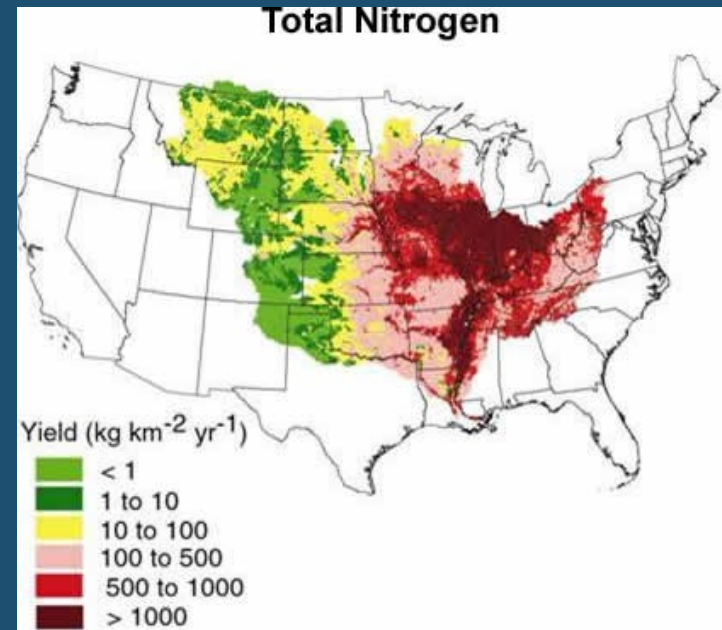 Total Nitrogen
Yield (kg km⁻² yr⁻¹)
< 1
1 to 10
10 to 100
100 to 500
500 to 1000
> 1000